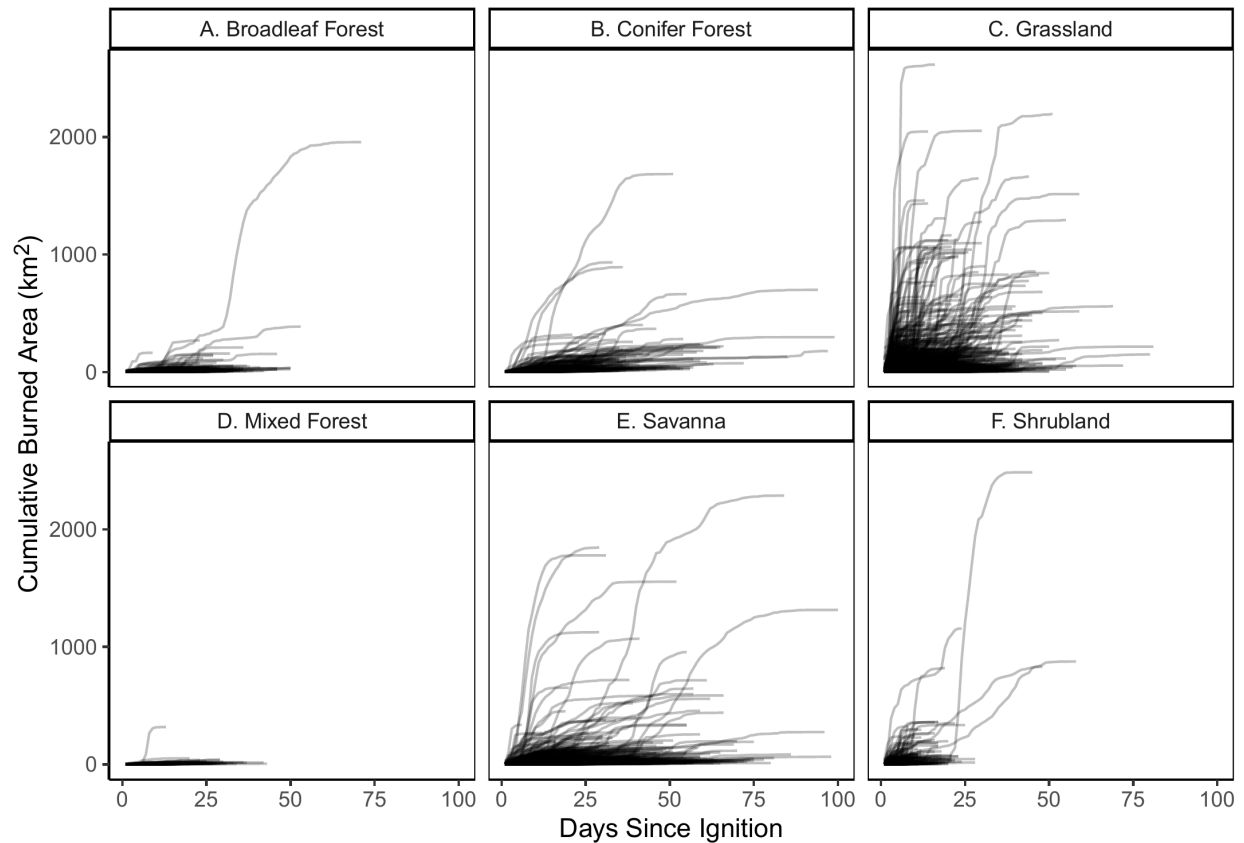 A. Broadleaf Forest
B. Conifer Forest
C. Grassland
2000
1000
0
D. Mixed Forest
E. Savanna
F. Shrubland
2000
1000
0
0 25 50 75 100
0 25 50 75 100
0 25 50 75 100
Days Since Ignition
Cumulative Burned Area (km²)